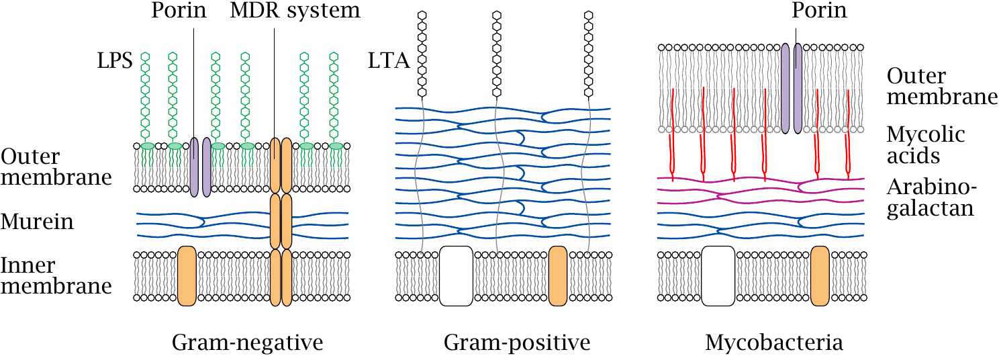 Porin
MDR system
Porin
LPS
LTA
Outer
membrane
Mycolic
acids
Arabino-
galactan
Outer
membrane
Murein
Inner
membrane
Gram-negative
Gram-positive
Mycobacteria